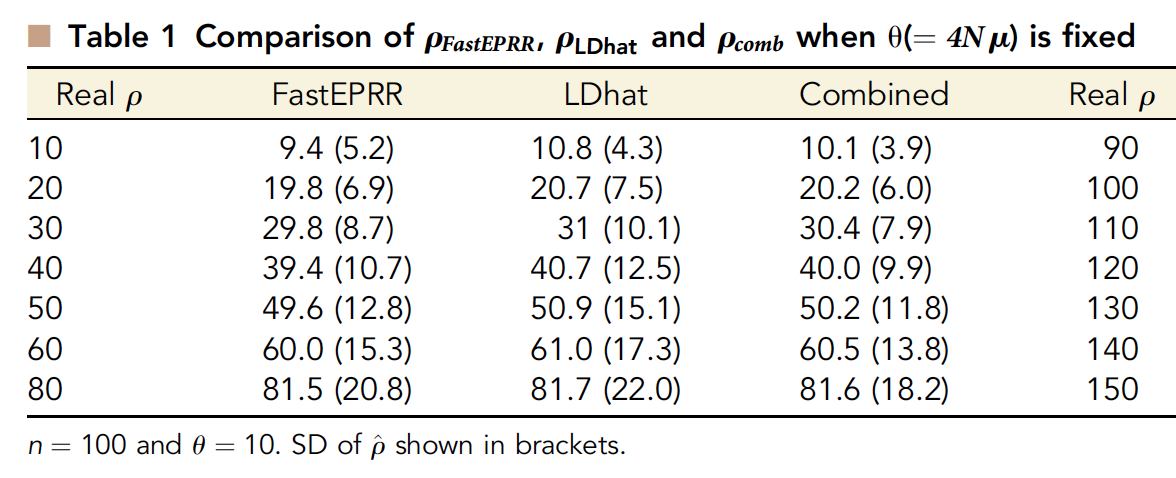 Table 1 Comparison of ρFastEPRR, ρLDhat and ρcomb when θ(= 4Nμ) is fixed
Real ρ FastEPRR LDhat Combined Real ρ
10 9.4 (5.2) 10.8 (4.3) 10.1 (3.9) 90
20 19.8 (6.9) 20.7 (7.5) 20.2 (6.0) 100
30 29.8 (8.7) 31 (10.1) 30.4 (7.9) 110
40 39.4 (10.7) 40.7 (12.5) 40.0 (9.9) 120
50 49.6 (12.8) 50.9 (15.1) 50.2 (11.8) 130
60 60.0 (15.3) 61.0 (17.3) 60.5 (13.8) 140
80 81.5 (20.8) 81.7 (22.0) 81.6 (18.2) 150
n = 100 and θ = 10. SD of ρ̂ shown in brackets.